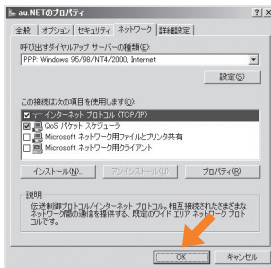 au.NETのプロパティ
全般 オプション セキュリティ ネットワーク 詳細設定
呼び出すダイヤルアップ サーバーの種類(E):
PPP: Windows 95/98/NT4/2000, Internet
設定(S)
この接続は次の項目を使用します(O):
インターネット プロトコル (TCP/IP)
QoS パケット スケジューラ
Microsoft ネットワーク用ファイルとプリンタ共有
Microsoft ネットワーク用クライアント
インストール(N)... アンインストール(U) プロパティ(R)
説明
伝送制御プロトコル/インターネット プロトコル。相互接続されたさまざまな
ネットワーク間の通信を提供する、既定のワイド エリア ネットワーク プロト
コルです。
OK キャンセル